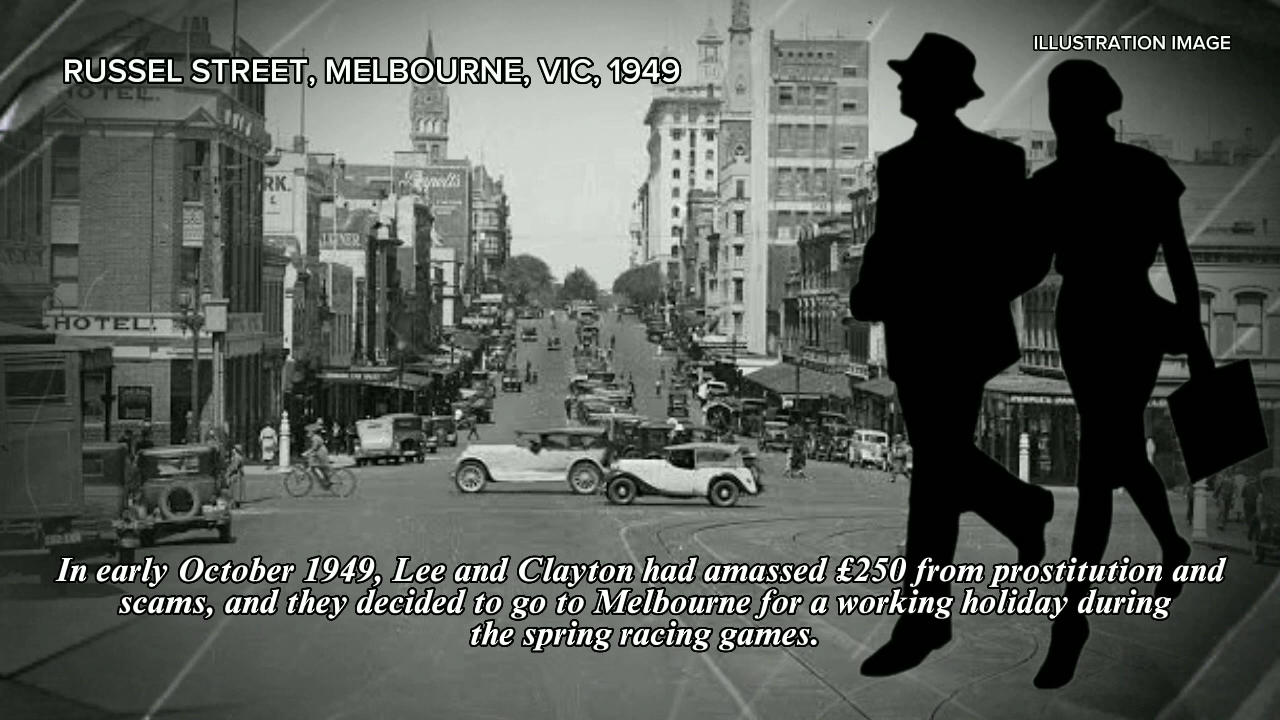 ILLUSTRATION IMAGE
RUSSEL STREET, MELBOURNE, VIC, 1949
HOTEL.
RK.
HOTEL.
In early October 1949, Lee and Clayton had amassed £250 from prostitution and
scams, and they decided to go to Melbourne for a working holiday during
the spring racing games.